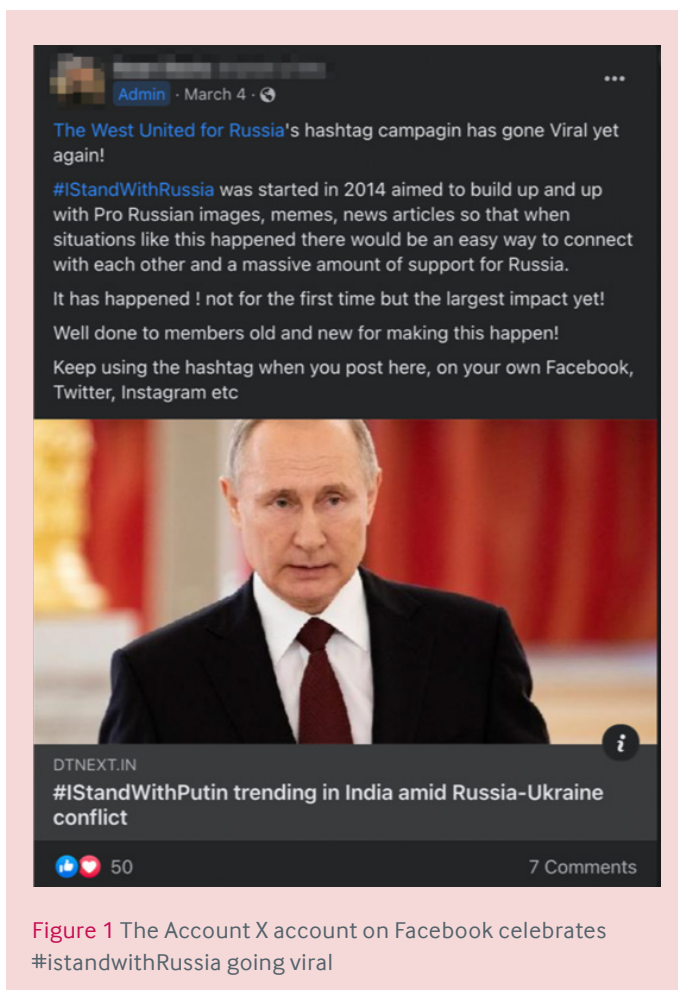 Admin · March 4 ·
The West United for Russia's hashtag campagin has gone Viral yet
again!
#IStandWithRussia was started in 2014 aimed to build up and up
with Pro Russian images, memes, news articles so that when
situations like this happened there would be an easy way to connect
with each other and a massive amount of support for Russia.
It has happened ! not for the first time but the largest impact yet!
Well done to members old and new for making this happen!
Keep using the hashtag when you post here, on your own Facebook,
Twitter, Instagram etc
DTNEXT.IN
#IStandWithPutin trending in India amid Russia-Ukraine
conflict
50 7 Comments
Figure 1 The Account X account on Facebook celebrates
#istandwithRussia going viral